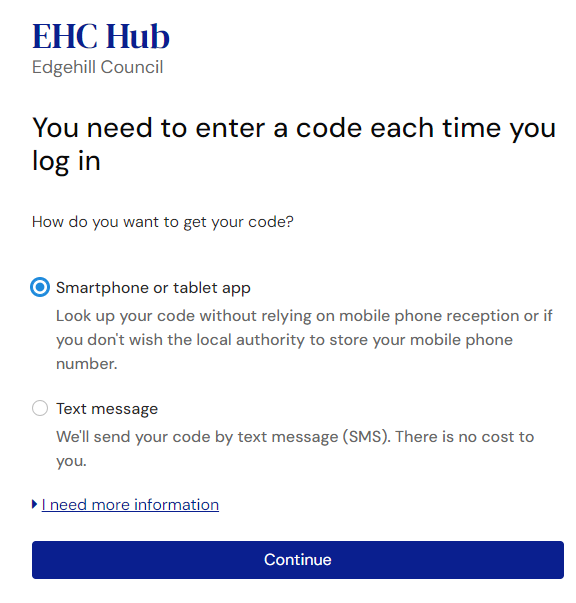 EHC Hub
Edgehill Council
You need to enter a code each time you
log in
How do you want to get your code?
Smartphone or tablet app
Look up your code without relying on mobile phone reception or if
you don't wish the local authority to store your mobile phone
number.
Text message
We'll send your code by text message (SMS). There is no cost to
you.
I need more information
Continue